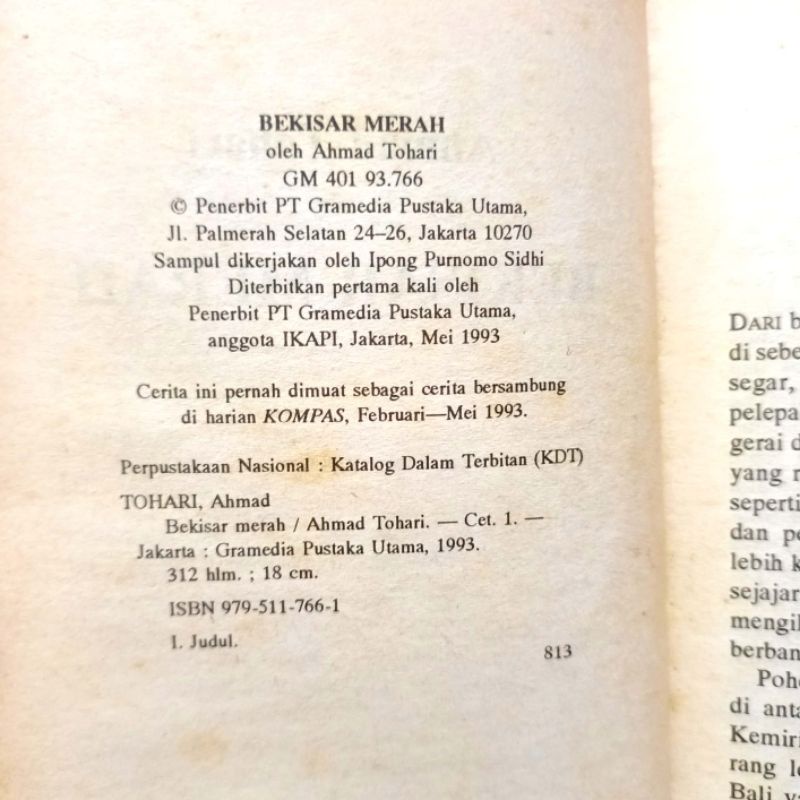 BEKISAR MERAH
oleh Ahmad Tohari
GM 401 93.766
© Penerbit PT Gramedia Pustaka Utama,
Jl. Palmerah Selatan 24–26, Jakarta 10270
Sampul dikerjakan oleh Ipong Purnomo Sidhi
Diterbitkan pertama kali oleh
Penerbit PT Gramedia Pustaka Utama,
anggota IKAPI, Jakarta, Mei 1993
Cerita ini pernah dimuat sebagai cerita bersambung
di harian KOMPAS, Februari—Mei 1993.
Perpustakaan Nasional : Katalog Dalam Terbitan (KDT)
TOHARI, Ahmad
Bekisar merah / Ahmad Tohari. — Cet. 1. —
Jakarta : Gramedia Pustaka Utama, 1993.
312 hlm. ; 18 cm.
ISBN 979-511-766-1
1. Judul.
813
DARI
di
segar,
gerai
yang
seperti
dan
lebih
sejajar
di
rang
Bali